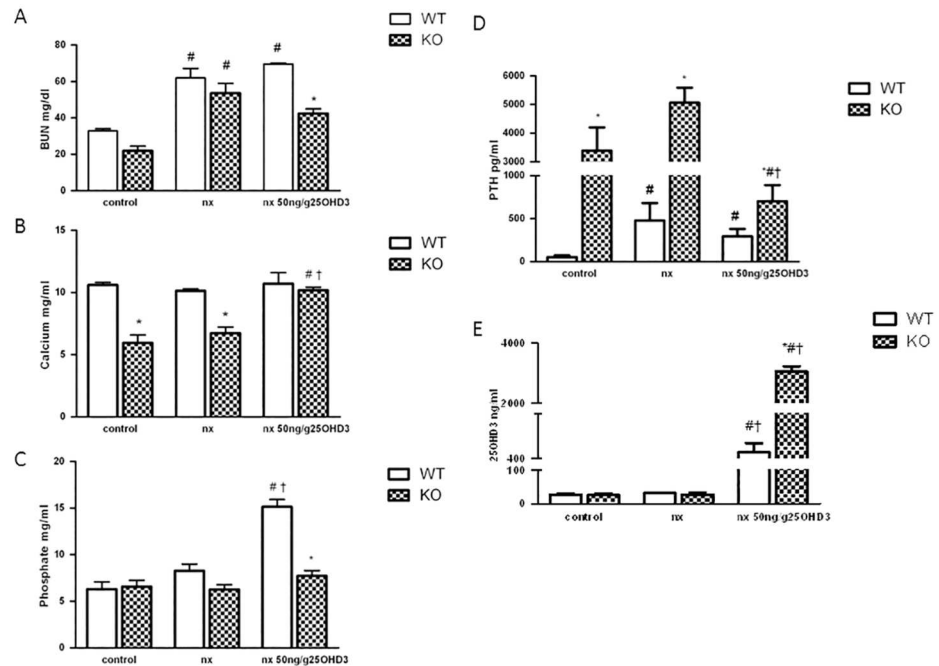 A
WT
KO
BUN mg/dl
80
60
40
20
0
#
#
#
*
control
nx
nx 50ng/g25OHD3
B
WT
KO
Calcium mg/ml
15
10
5
0
*
*
# †
control
nx
nx 50ng/g25OHD3
C
WT
KO
Phosphate mg/ml
20
15
10
5
0
# †
*
control
nx
nx 50ng/g25OHD3
D
WT
KO
PTH pg/ml
6000
5000
4000
3000
1000
500
0
*
#
*
#
*#†
control
nx
nx 50ng/g25OHD3
E
WT
KO
25OHD3 ng/ml
4000
2000
400
100
0
#†
*#†
control
nx
nx 50ng/g25OHD3